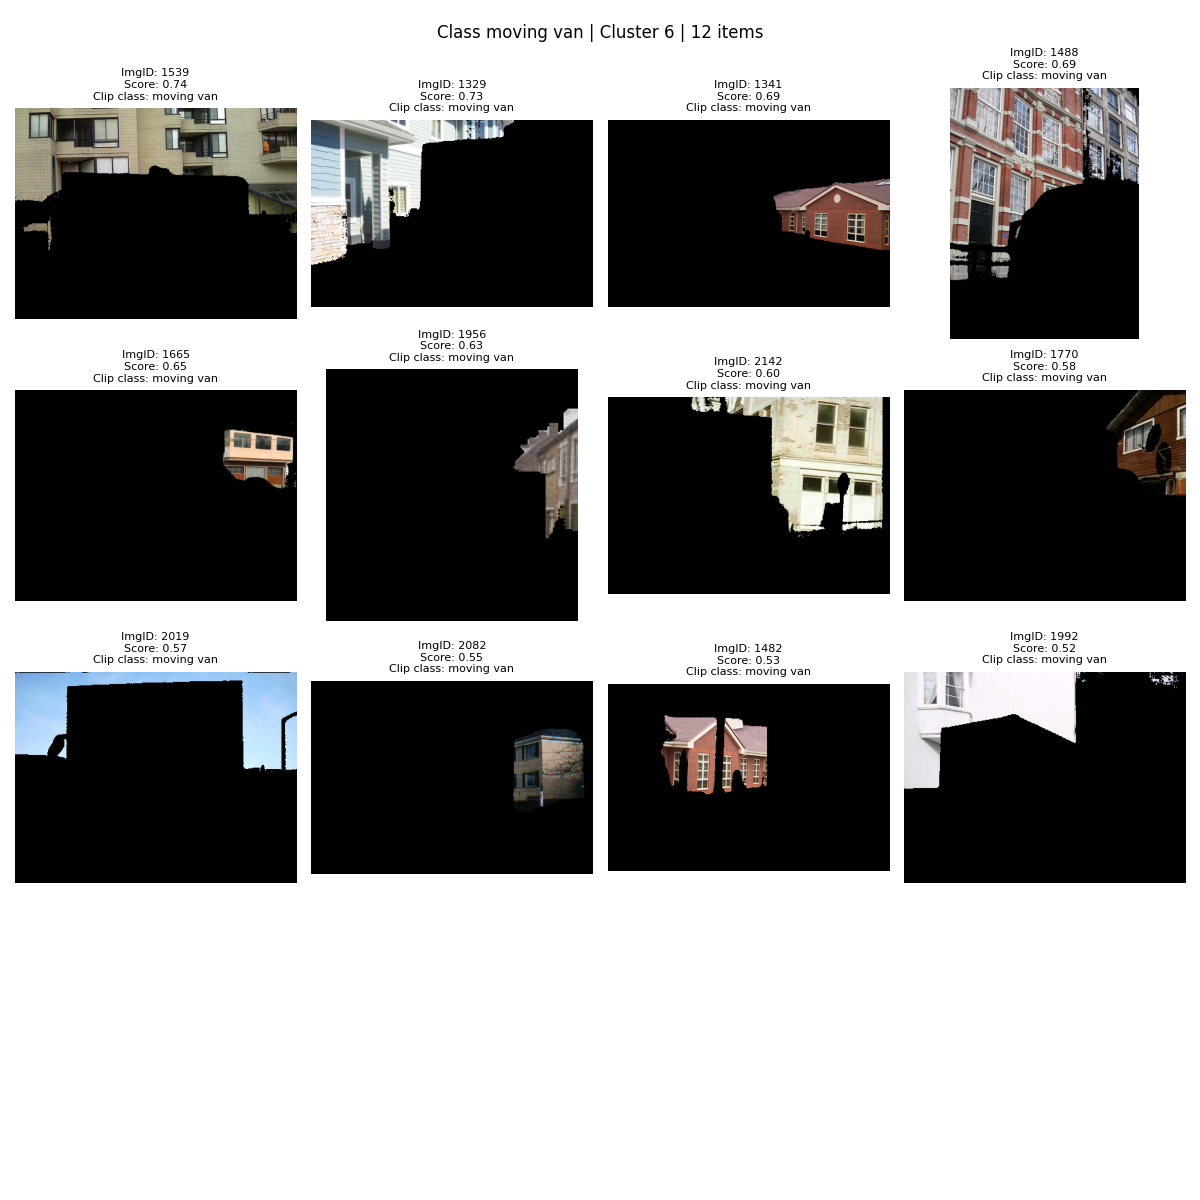 Class moving van | Cluster 6 | 12 items
ImgID: 1539
Score: 0.74
Clip class: moving van
ImgID: 1329
Score: 0.73
Clip class: moving van
ImgID: 1341
Score: 0.69
Clip class: moving van
ImgID: 1488
Score: 0.69
Clip class: moving van
ImgID: 1665
Score: 0.65
Clip class: moving van
ImgID: 1956
Score: 0.63
Clip class: moving van
ImgID: 2142
Score: 0.60
Clip class: moving van
ImgID: 1770
Score: 0.58
Clip class: moving van
ImgID: 2019
Score: 0.57
Clip class: moving van
ImgID: 2082
Score: 0.55
Clip class: moving van
ImgID: 1482
Score: 0.53
Clip class: moving van
ImgID: 1992
Score: 0.52
Clip class: moving van